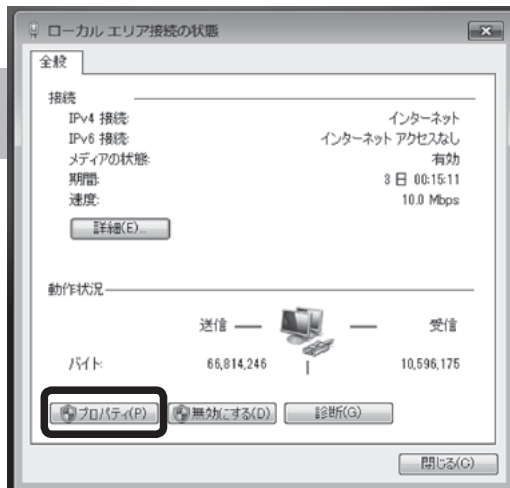 ローカル エリア接続の状態
全般
接続
IPv4 接続: インターネット
IPv6 接続: インターネット アクセスなし
メディアの状態: 有効
期間: 3 日 00:15:11
速度: 10.0 Mbps
詳細(E)...
動作状況
送信 受信
バイト: 66,814,246 10,596,175
プロパティ(P) 無効にする(D) 診断(G)
閉じる(C)